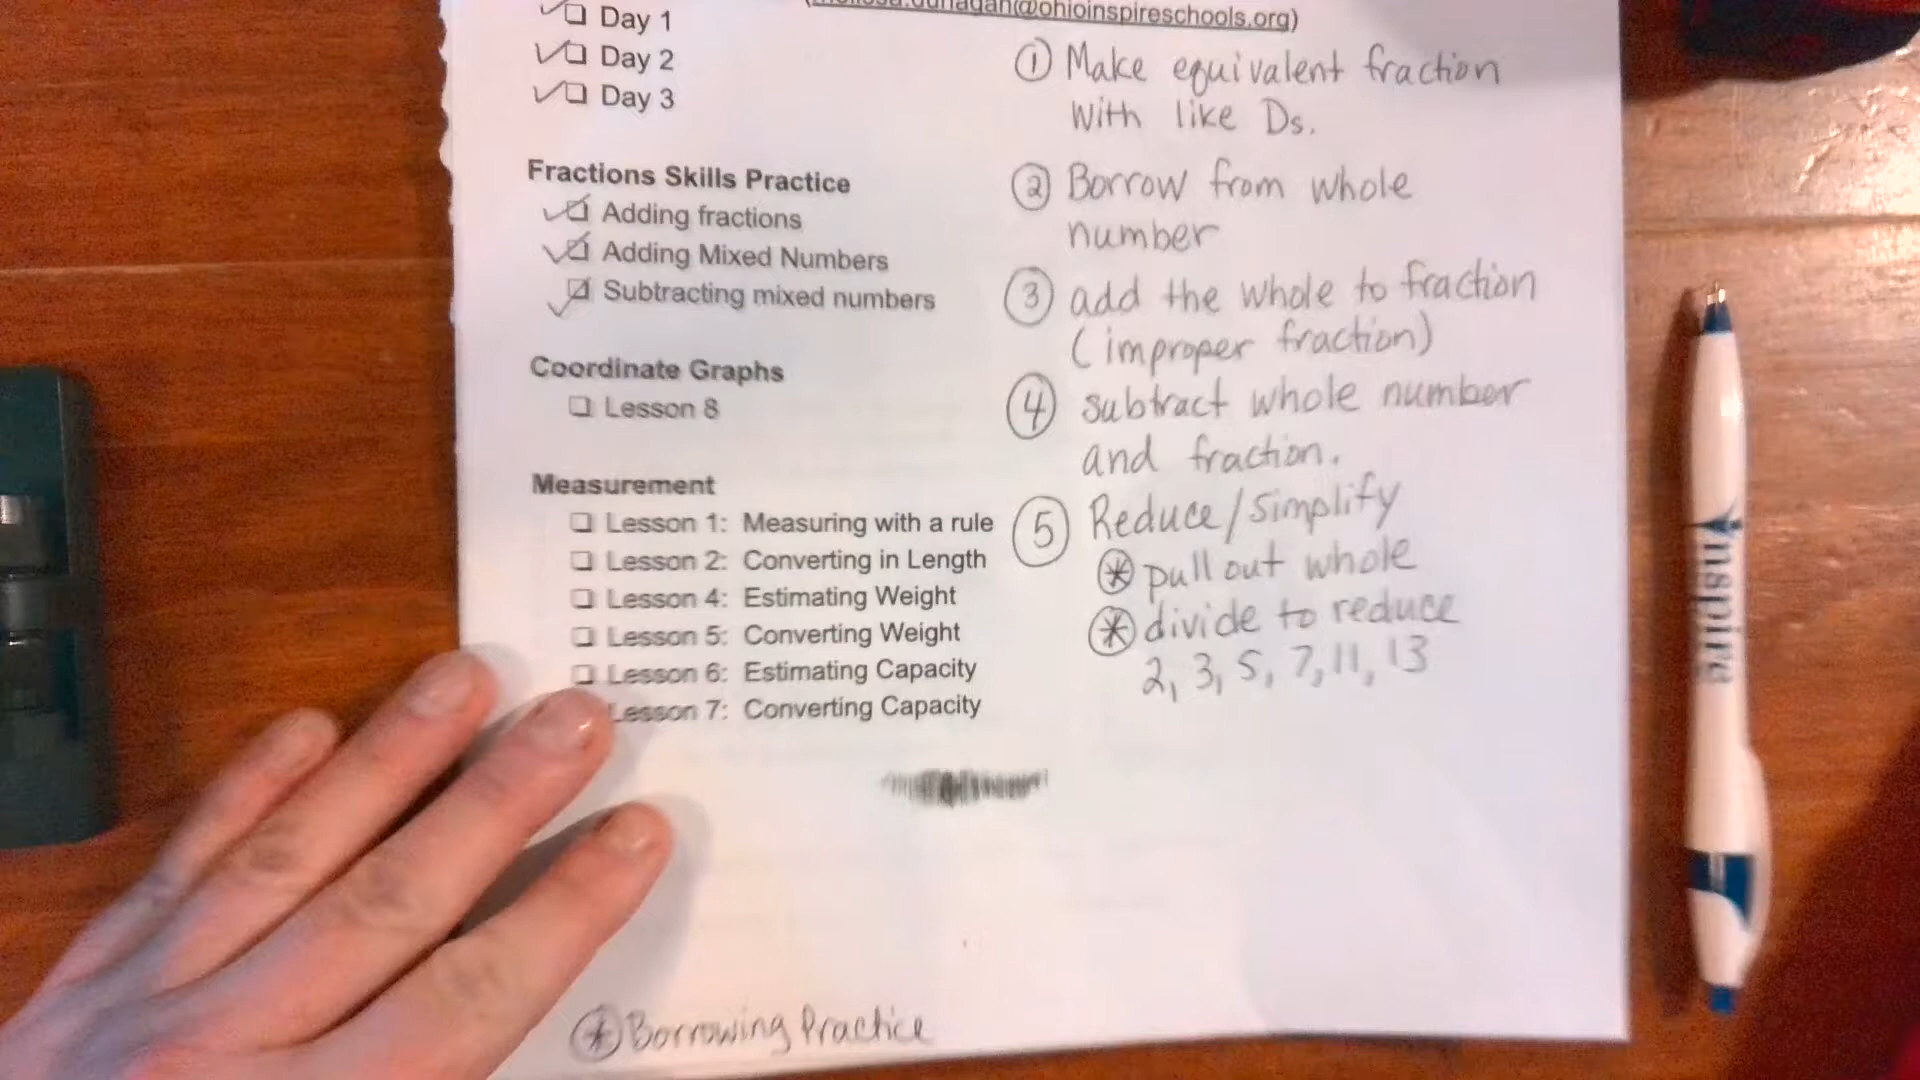 Day 1
@ohioinspireschools.org)
Day 2
Day 3
Fractions Skills Practice
Adding fractions
Adding Mixed Numbers
Subtracting mixed numbers
Coordinate Graphs
Lesson 8
Measurement
Lesson 1: Measuring with a rule
Lesson 2: Converting in Length
Lesson 4: Estimating Weight
Lesson 5: Converting Weight
Lesson 6: Estimating Capacity
Lesson 7: Converting Capacity
① Make equivalent fraction
with like Ds.
② Borrow from whole
number
③ add the whole to fraction
(improper fraction)
④ subtract whole number
and fraction.
⑤ Reduce/Simplify
* pull out whole
* divide to reduce
2, 3, 5, 7, 11, 13
* Borrowing Practice
inspire